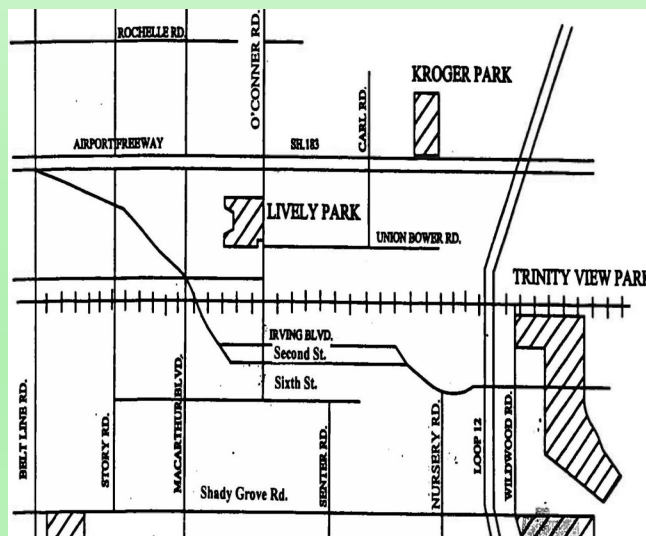 ROCHELLE RD.
O'CONNER RD.
KROGER PARK
CARL RD.
AIRPORT FREEWAY
SH.183
LIVELY PARK
UNION BOWER RD.
TRINITY VIEW PARK
IRVING BLVD.
Second St.
Sixth St.
BELT LINE RD.
STORY RD.
MACARTHUR BLVD.
SENTER RD.
NURSERY RD.
LOOP 12
WILDWOOD RD.
Shady Grove Rd.